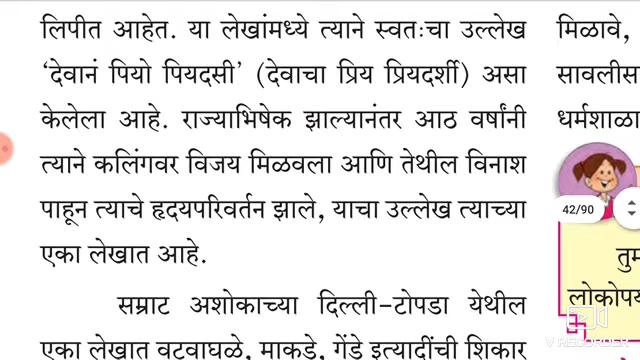 लिपीत आहेत. या लेखांमध्ये त्याने स्वतःचा उल्लेख
‘देवानं पियो पियदसी’ (देवाचा प्रिय प्रियदर्शी) असा
केलेला आहे. राज्याभिषेक झाल्यानंतर आठ वर्षांनी
त्याने कलिंगवर विजय मिळवला आणि तेथील विनाश
पाहून त्याचे हृदयपरिवर्तन झाले, याचा उल्लेख त्याच्या
एका लेखात आहे.
सम्राट अशोकाच्या दिल्ली-टोपडा येथील
एका लेखात वटवाघळे, माकडे, गेंडे इत्यादींची शिकार
मिळावे,
सावलीसा
धर्मशाळा
42/90
तुम
लोकोपय
V RECORDER